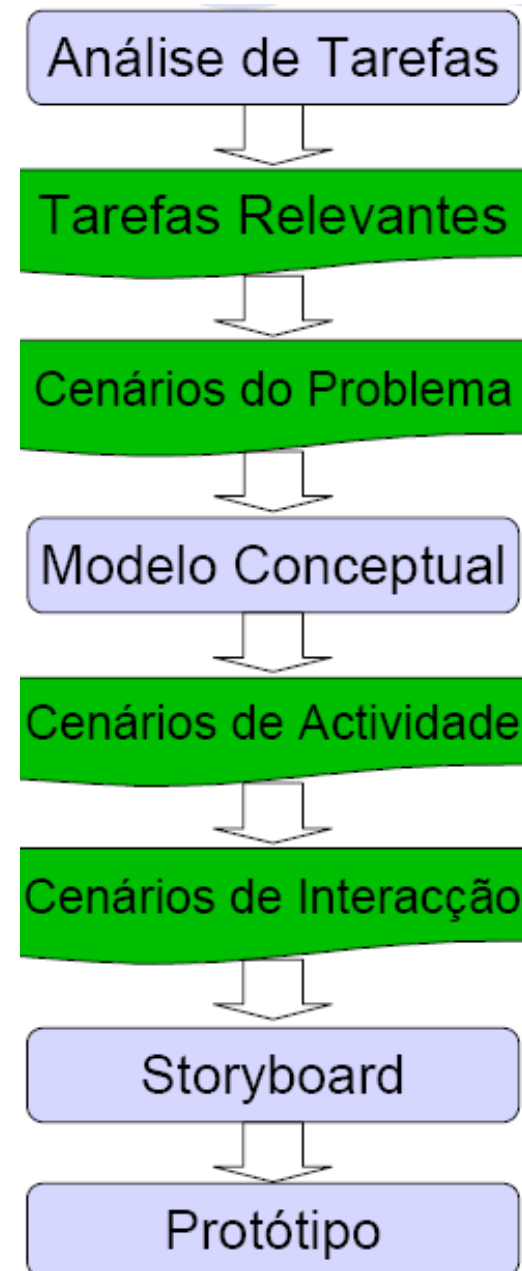 Análise de Tarefas
Tarefas Relevantes
Cenários do Problema
Modelo Conceptual
Cenários de Actividade
Cenários de Interacção
Storyboard
Protótipo